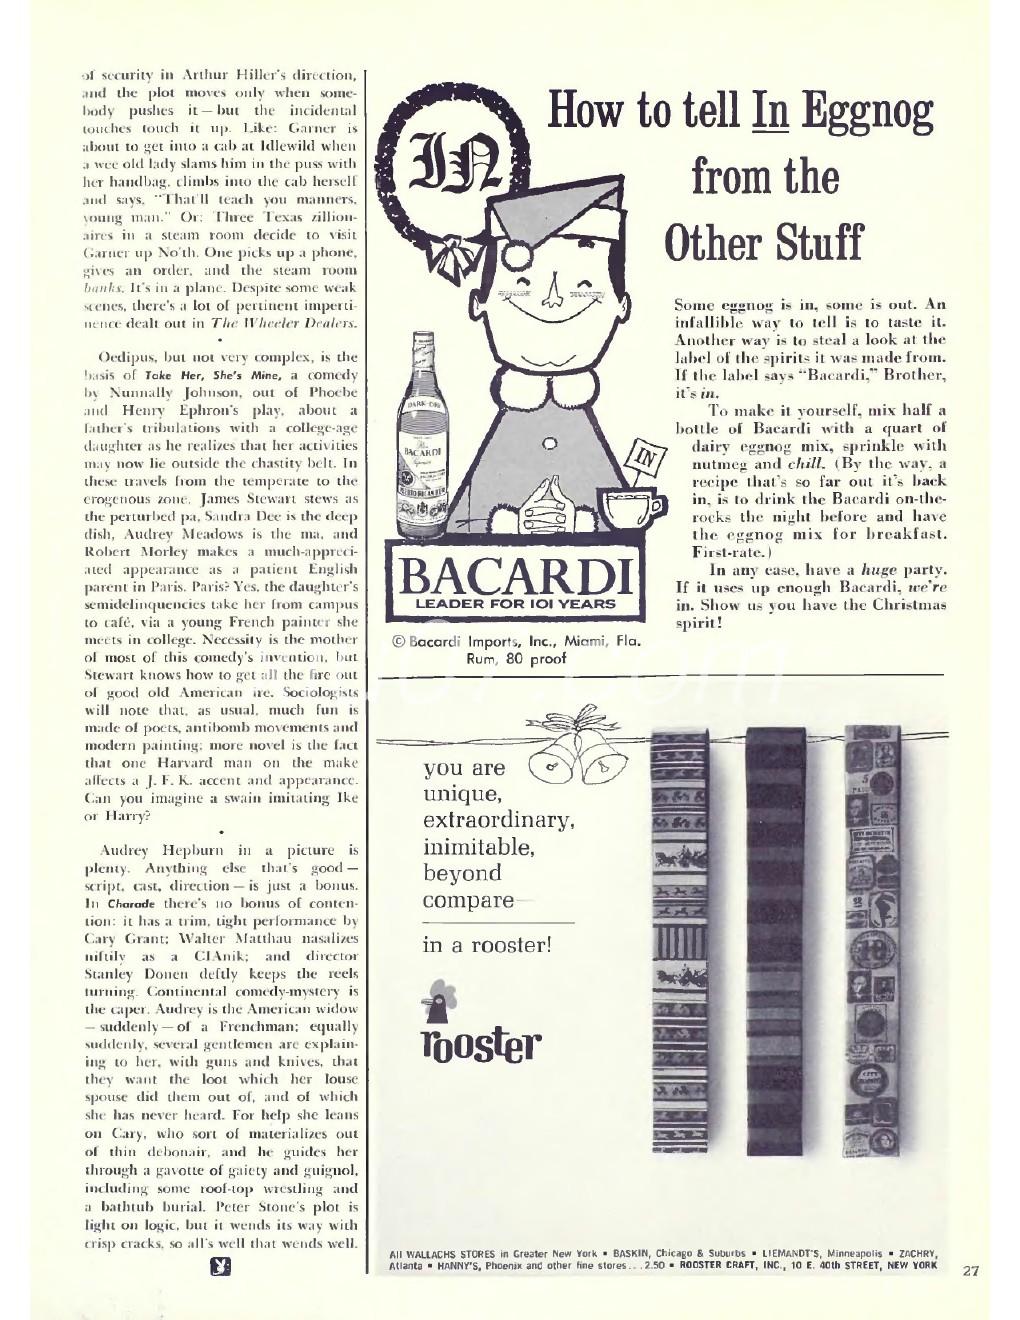 of security in Arthur Hiller's direction,
and the plot moves only when some-
body pushes it — but the incidental
touches touch it up. Like: Garner is
about to get into a cab at Idlewild when
a wee old lady slams him in the puss with
her handbag, climbs into the cab herself
and says, "That'll teach you manners,
young man." Or: Three Texas zillion-
aires in a steam room decide to visit
Garner up No'th. One picks up a phone,
gives an order, and the steam room
banks. It's in a plane. Despite some weak
scenes, there's a lot of pertinent imperti-
nence dealt out in The Wheeler Dealers.
•
Oedipus, but not very complex, is the
basis of Take Her, She's Mine, a comedy
by Nunnally Johnson, out of Phoebe
and Henry Ephron's play, about a
father's tribulations with a college-age
daughter as he realizes that her activities
may now lie outside the chastity belt. In
these travels from the temperate to the
erogenous zone, James Stewart stews as
the perturbed pa, Sandra Dee is the deep
dish, Audrey Meadows is the ma, and
Robert Morley makes a much-appreci-
ated appearance as a patient English
parent in Paris. Paris? Yes, the daughter's
semidelinquencies take her from campus
to café, via a young French painter she
meets in college. Necessity is the mother
of most of this comedy's invention, but
Stewart knows how to get all the fire out
of good old American ire. Sociologists
will note that, as usual, much fun is
made of poets, antibomb movements and
modern painting; more novel is the fact
that one Harvard man on the make
affects a J. F. K. accent and appearance.
Can you imagine a swain imitating Ike
or Harry?
•
Audrey Hepburn in a picture is
plenty. Anything else that's good —
script, cast, direction — is just a bonus.
In Charade there's no bonus of conten-
tion: it has a trim, tight performance by
Cary Grant; Walter Matthau nasalizes
niftily as a CIAnik; and director
Stanley Donen deftly keeps the reels
turning. Continental comedy-mystery is
the caper. Audrey is the American widow
— suddenly — of a Frenchman; equally
suddenly, several gentlemen are explain-
ing to her, with guns and knives, that
they want the loot which her louse
spouse did them out of, and of which
she has never heard. For help she leans
on Cary, who sort of materializes out
of thin debonair, and he guides her
through a gavotte of gaiety and guignol,
including some roof-top wrestling and
a bathtub burial. Peter Stone's plot is
light on logic, but it wends its way with
crisp cracks, so all's well that wends well.
IN
How to tell In Eggnog
from the
Other Stuff
Some eggnog is in, some is out. An
infallible way to tell is to taste it.
Another way is to steal a look at the
label of the spirits it was made from.
If the label says "Bacardi," Brother,
it's in.
To make it yourself, mix half a
bottle of Bacardi with a quart of
dairy eggnog mix, sprinkle with
nutmeg and chill. (By the way, a
recipe that's so far out it's back
in, is to drink the Bacardi on-the-
rocks the night before and have
the eggnog mix for breakfast.
First-rate.)
In any case, have a huge party.
If it uses up enough Bacardi, we're
in. Show us you have the Christmas
spirit!
DARK-DRY
BACARDI
IN
BACARDI
LEADER FOR 101 YEARS
© Bacardi Imports, Inc., Miami, Fla.
Rum, 80 proof
you are
unique,
extraordinary,
inimitable,
beyond
compare
in a rooster!
rooster
All WALLACHS STORES in Greater New York • BASKIN, Chicago & Suburbs • LIEMANDT'S, Minneapolis • ZACHRY,
Atlanta • HANNY'S, Phoenix and other fine stores...2.50 • ROOSTER CRAFT, INC., 10 E. 40th STREET, NEW YORK
27